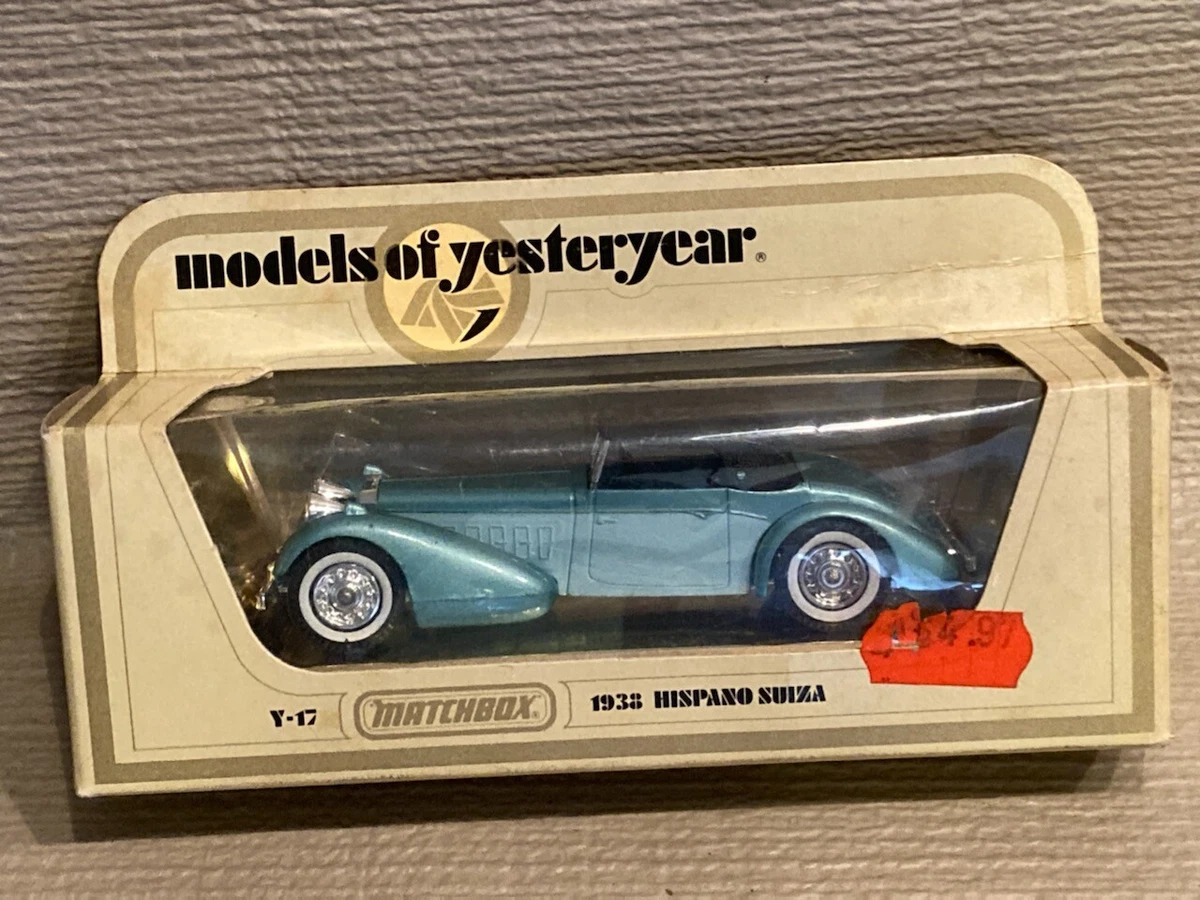 models of yesteryear®
Y-17
"MATCHBOX"®
1938 HISPANO SUIZA